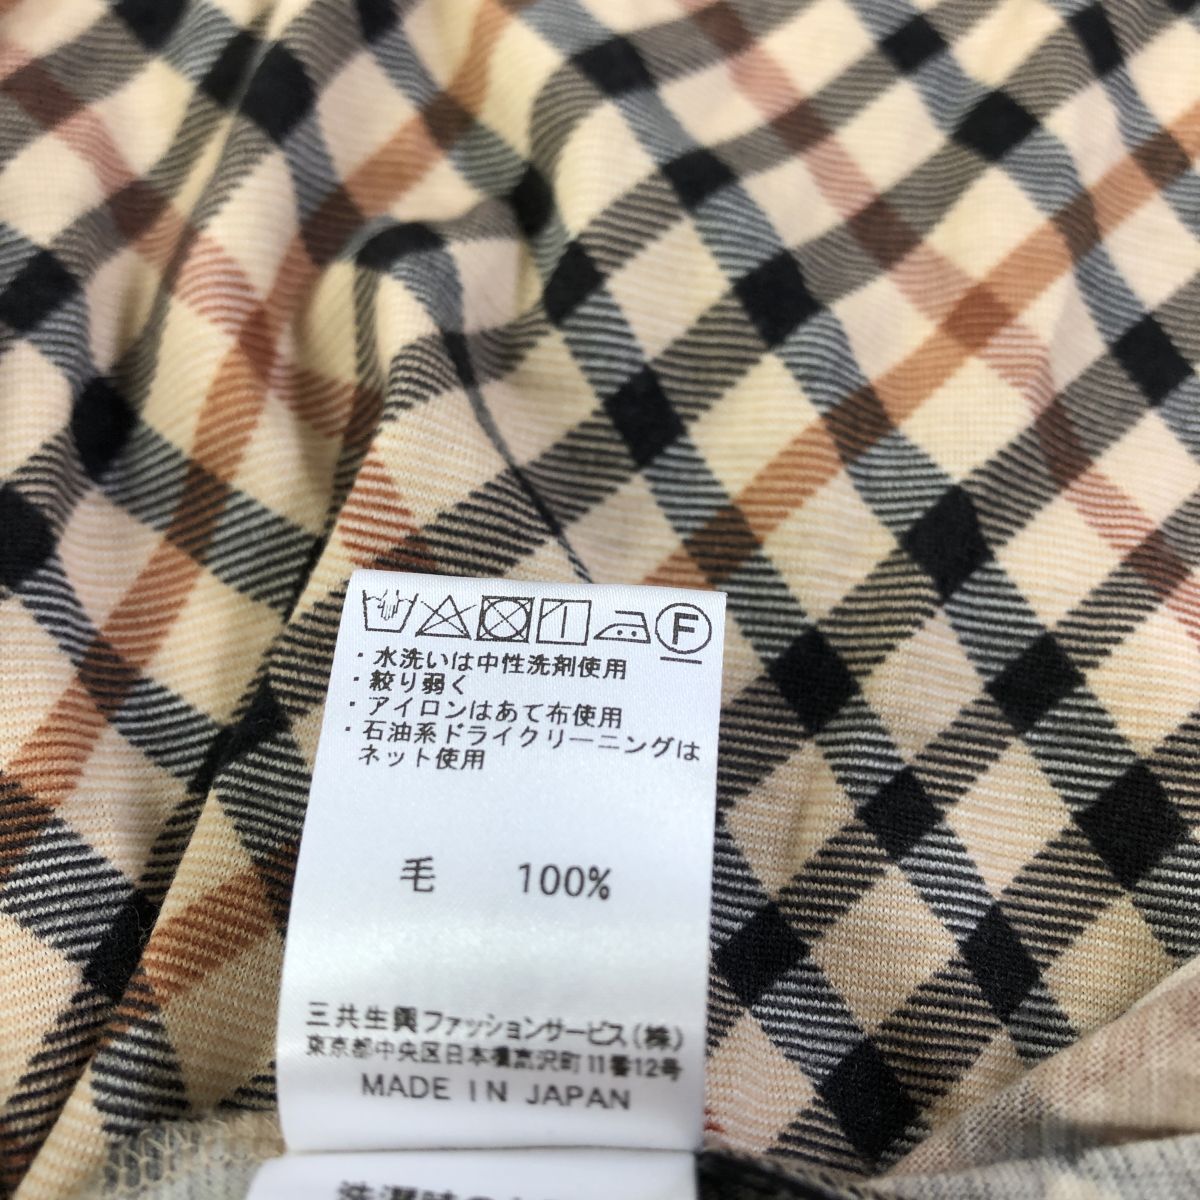 F
・水洗いは中性洗剤使用
・絞り弱く
・アイロンはあて布使用
・石油系ドライクリーニングは
ネット使用
毛 100%
三共生興ファッションサービス(株)
東京都中央区日本橋富沢町11番12号
MADE IN JAPAN